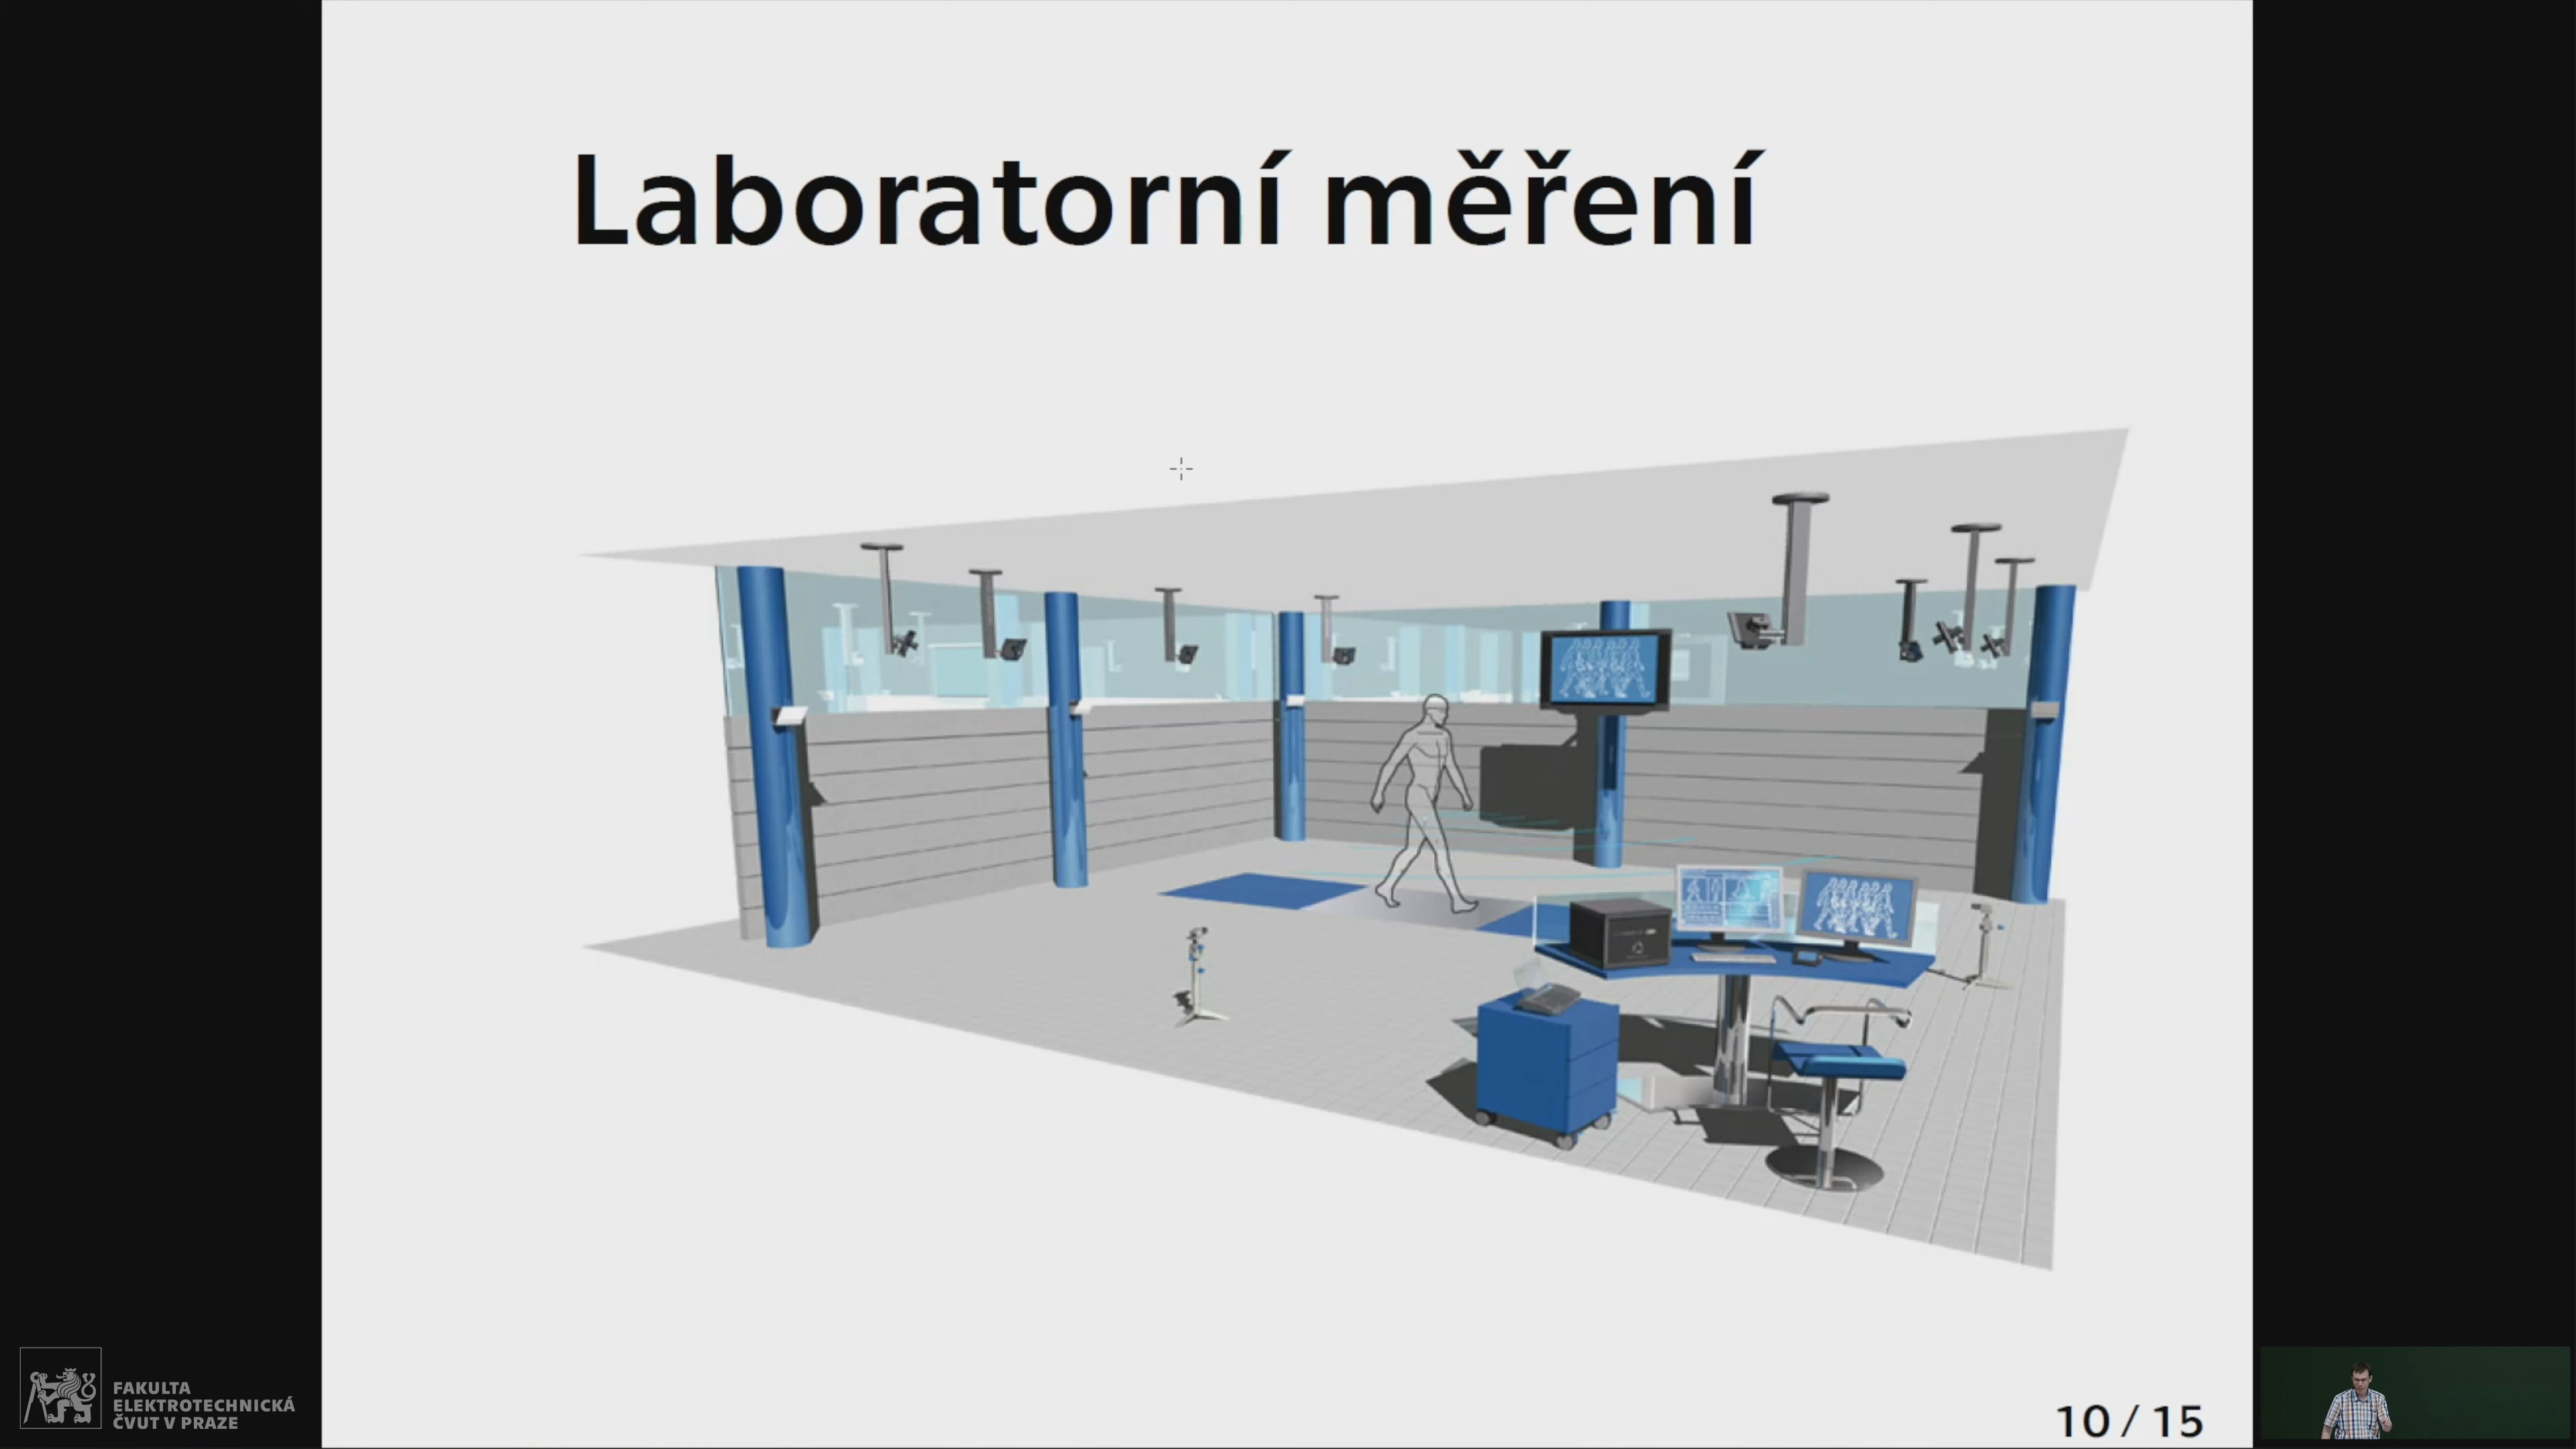 Laboratorní měření
FAKULTA
ELEKTROTECHNICKÁ
ČVUT V PRAZE
10 / 15